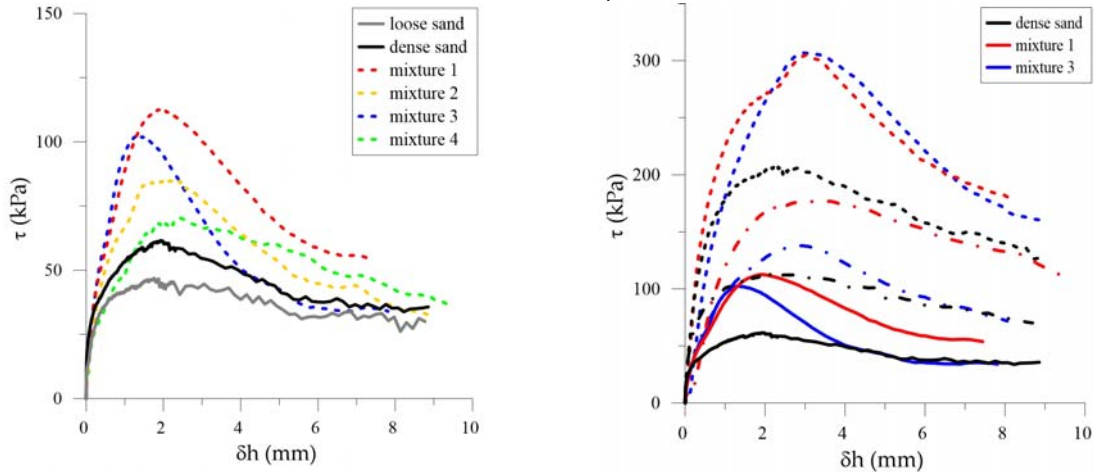 150
100
50
0
τ (kPa)
0
2
4
6
8
10
δh (mm)
loose sand
dense sand
mixture 1
mixture 2
mixture 3
mixture 4
300
200
100
0
τ (kPa)
0
2
4
6
8
10
δh (mm)
dense sand
mixture 1
mixture 3